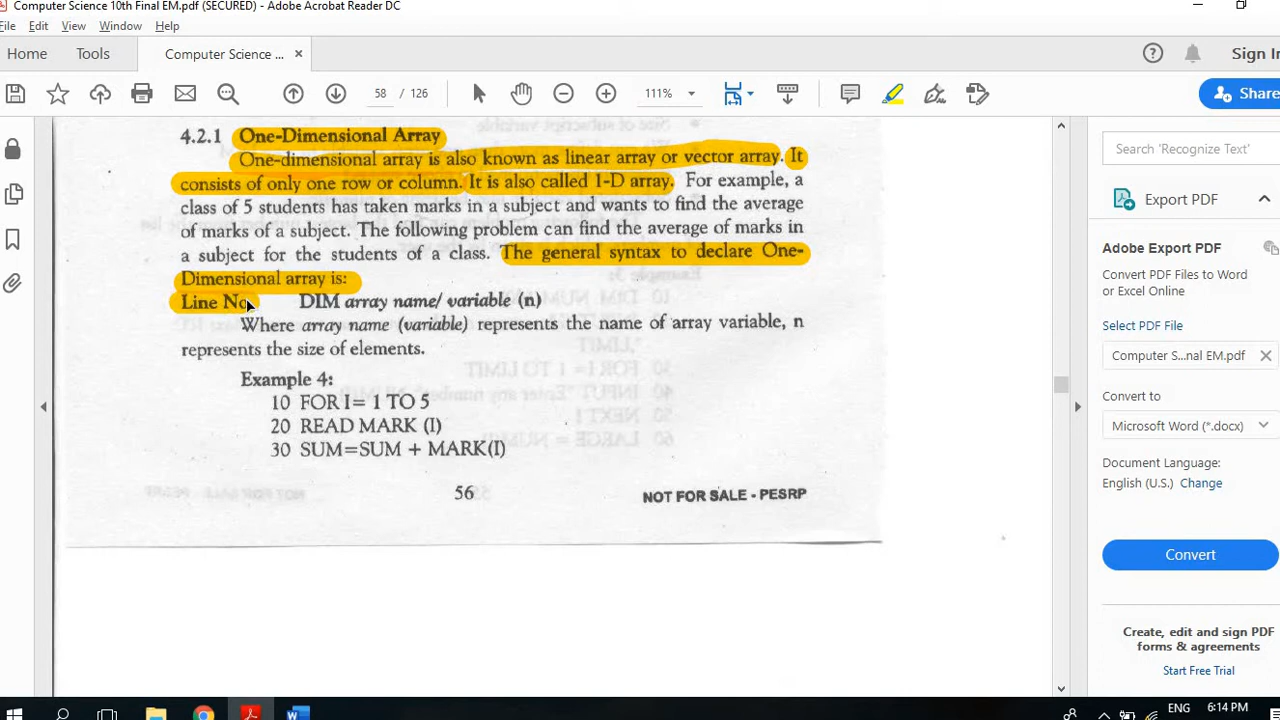 Computer Science 10th Final EM.pdf (SECURED) - Adobe Acrobat Reader DC
File Edit View Window Help
Home Tools Computer Science ... × Sign In
58 / 126 111% Share
4.2.1 One-Dimensional Array
One-dimensional array is also known as linear array or vector array. It
consists of only one row or column. It is also called 1-D array. For example, a
class of 5 students has taken marks in a subject and wants to find the average
of marks of a subject. The following problem can find the average of marks in
a subject for the students of a class. The general syntax to declare One-
Dimensional array is:
Line No DIM array name/ variable (n)
Where array name (variable) represents the name of array variable, n
represents the size of elements.
Example 4:
10 FOR I= 1 TO 5
20 READ MARK (I)
30 SUM=SUM + MARK(I)
56 NOT FOR SALE - PESRP
Search 'Recognize Text'
Export PDF
Adobe Export PDF
Convert PDF Files to Word
or Excel Online
Select PDF File
Computer S...nal EM.pdf ×
Convert to
Microsoft Word (*.docx)
Document Language:
English (U.S.) Change
Convert
Create, edit and sign PDF
forms & agreements
Start Free Trial
ENG 6:14 PM